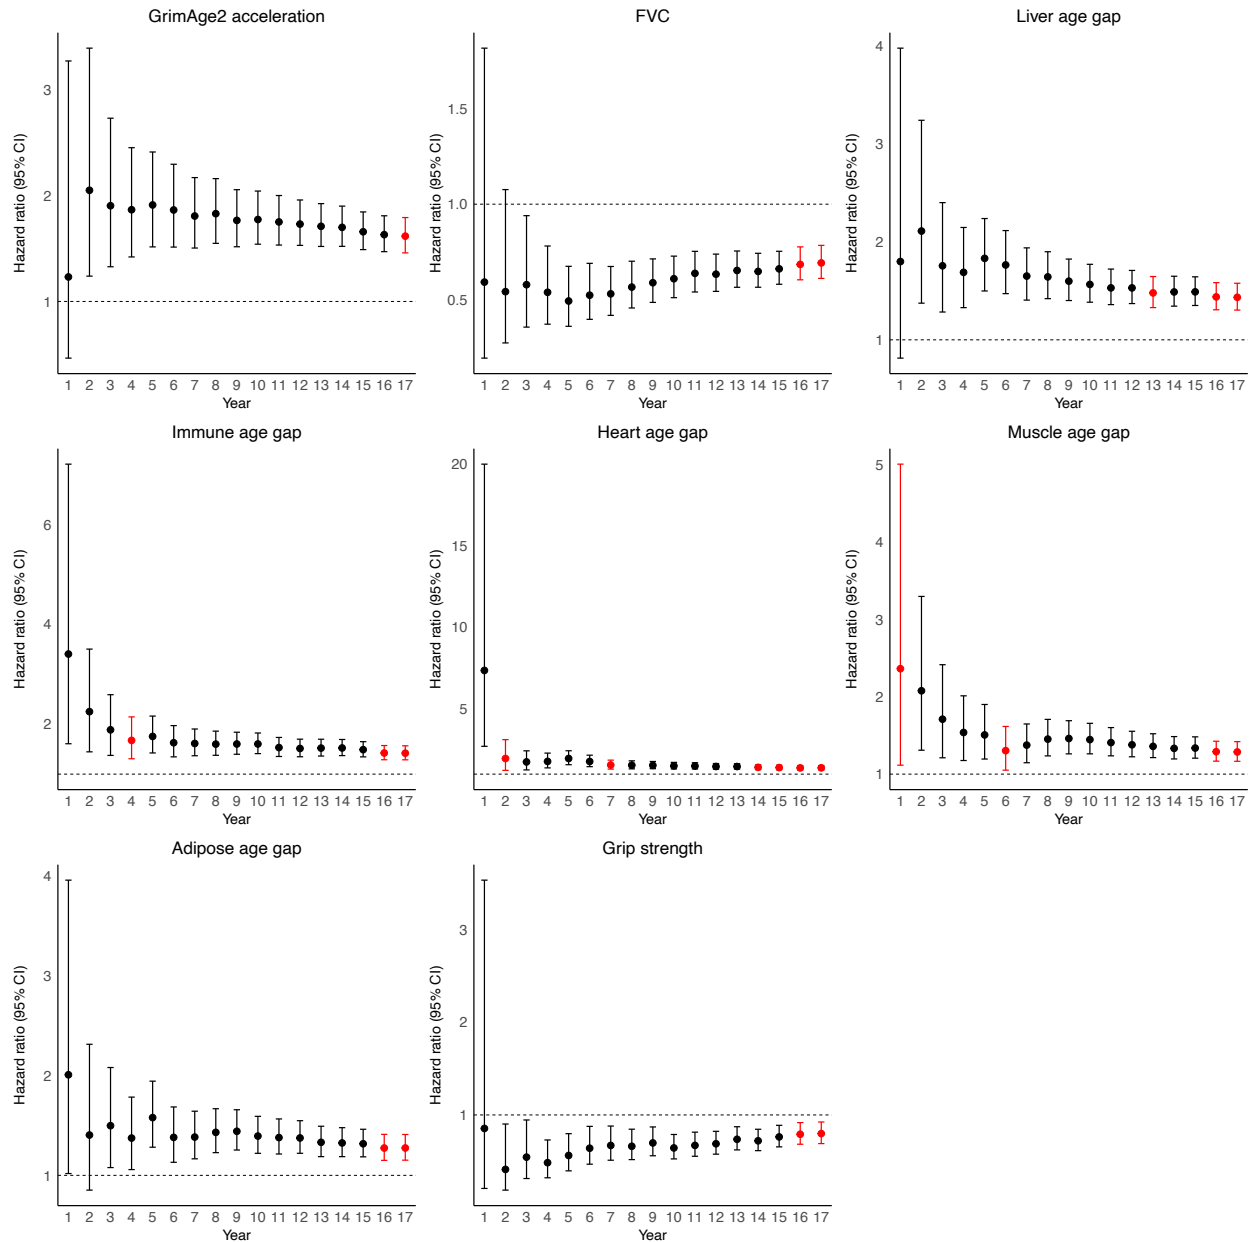 GrimAge2 acceleration
Hazard ratio (95% CI)
3
2
1
1 2 3 4 5 6 7 8 9 10 11 12 13 14 15 16 17
Year
FVC
Hazard ratio (95% CI)
1.5
1.0
0.5
1 2 3 4 5 6 7 8 9 10 11 12 13 14 15 16 17
Year
Liver age gap
Hazard ratio (95% CI)
4
3
2
1
1 2 3 4 5 6 7 8 9 10 11 12 13 14 15 16 17
Year
Immune age gap
Hazard ratio (95% CI)
6
4
2
1 2 3 4 5 6 7 8 9 10 11 12 13 14 15 16 17
Year
Heart age gap
Hazard ratio (95% CI)
20
15
10
5
1 2 3 4 5 6 7 8 9 10 11 12 13 14 15 16 17
Year
Muscle age gap
Hazard ratio (95% CI)
5
4
3
2
1
1 2 3 4 5 6 7 8 9 10 11 12 13 14 15 16 17
Year
Adipose age gap
Hazard ratio (95% CI)
4
3
2
1
1 2 3 4 5 6 7 8 9 10 11 12 13 14 15 16 17
Year
Grip strength
Hazard ratio (95% CI)
3
2
1
1 2 3 4 5 6 7 8 9 10 11 12 13 14 15 16 17
Year